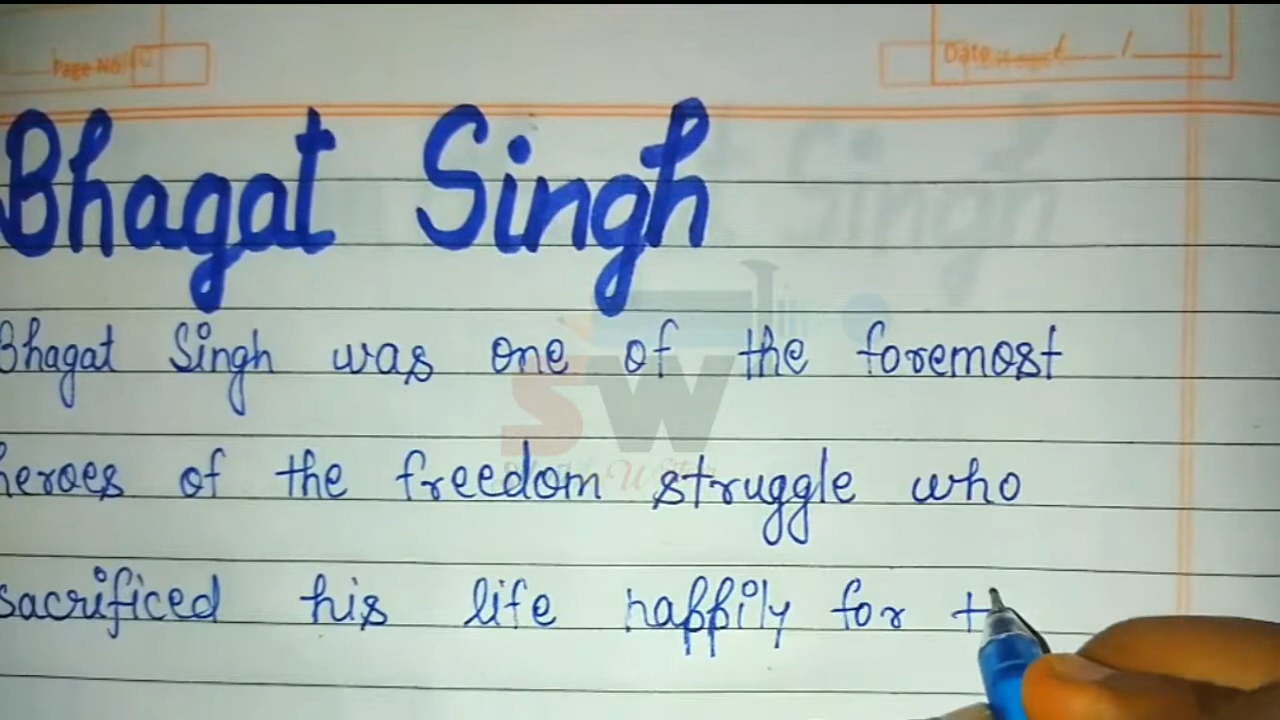 Page No.
Date
Bhagat Singh
Bhagat Singh was one of the foremost
heroes of the freedom struggle who
sacrificed his life happily for t
SW